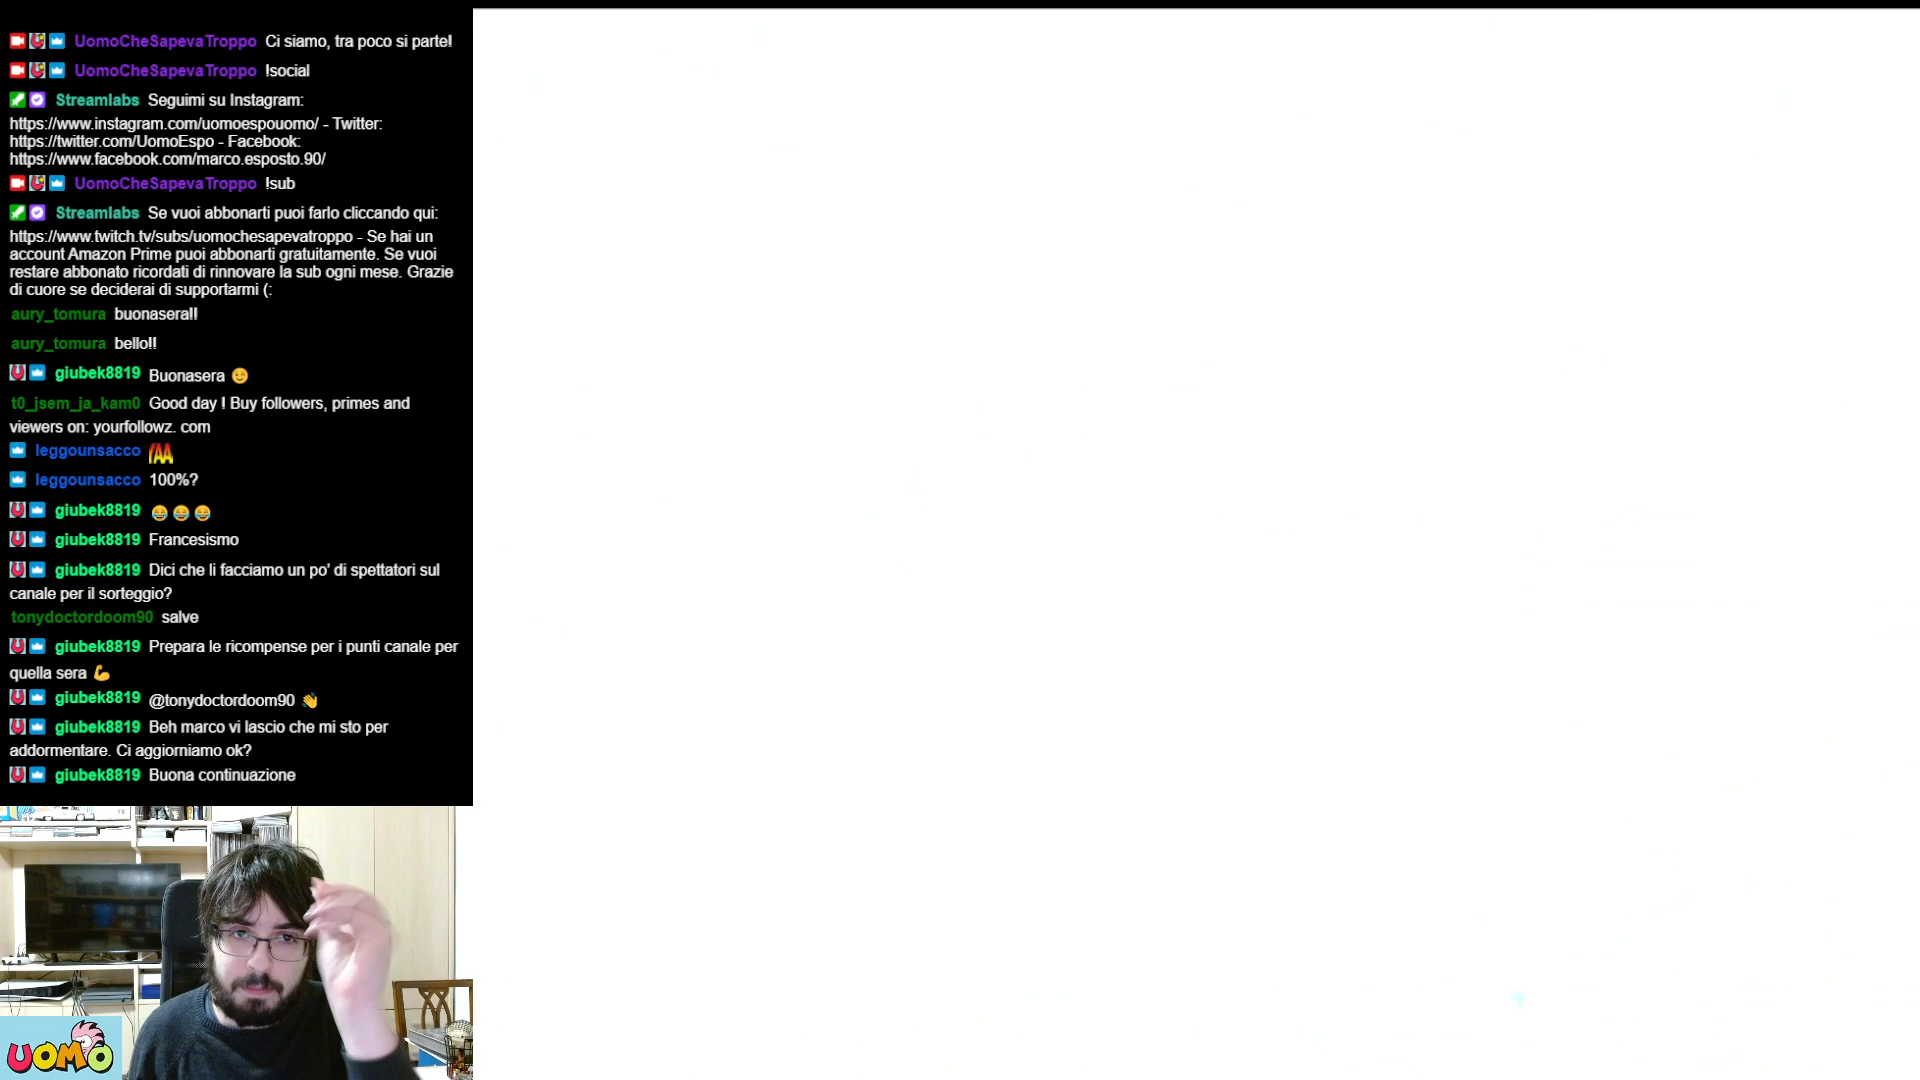 UomoCheSapevaTroppo Ci siamo, tra poco si parte!
UomoCheSapevaTroppo !social
Streamlabs Seguimi su Instagram:
https://www.instagram.com/uomoespouomo/ - Twitter:
https://twitter.com/UomoEspo - Facebook:
https://www.facebook.com/marco.esposto.90/
UomoCheSapevaTroppo !sub
Streamlabs Se vuoi abbonarti puoi farlo cliccando qui:
https://www.twitch.tv/subs/uomochesapevatroppo - Se hai un
account Amazon Prime puoi abbonarti gratuitamente. Se vuoi
restare abbonato ricordati di rinnovare la sub ogni mese. Grazie
di cuore se deciderai di supportarmi (:
aury_tomura buonasera!!
aury_tomura bello!!
giubek8819 Buonasera 😉
t0_jsem_ja_kam0 Good day ! Buy followers, primes and
viewers on: yourfollowz. com
leggounsacco
leggounsacco 100%?
giubek8819 😂 😂 😂
giubek8819 Francesismo
giubek8819 Dici che li facciamo un po' di spettatori sul
canale per il sorteggio?
tonydoctordoom90 salve
giubek8819 Prepara le ricompense per i punti canale per
quella sera 💪
giubek8819 @tonydoctordoom90 👋
giubek8819 Beh marco vi lascio che mi sto per
addormentare. Ci aggiorniamo ok?
giubek8819 Buona continuazione
UOMO